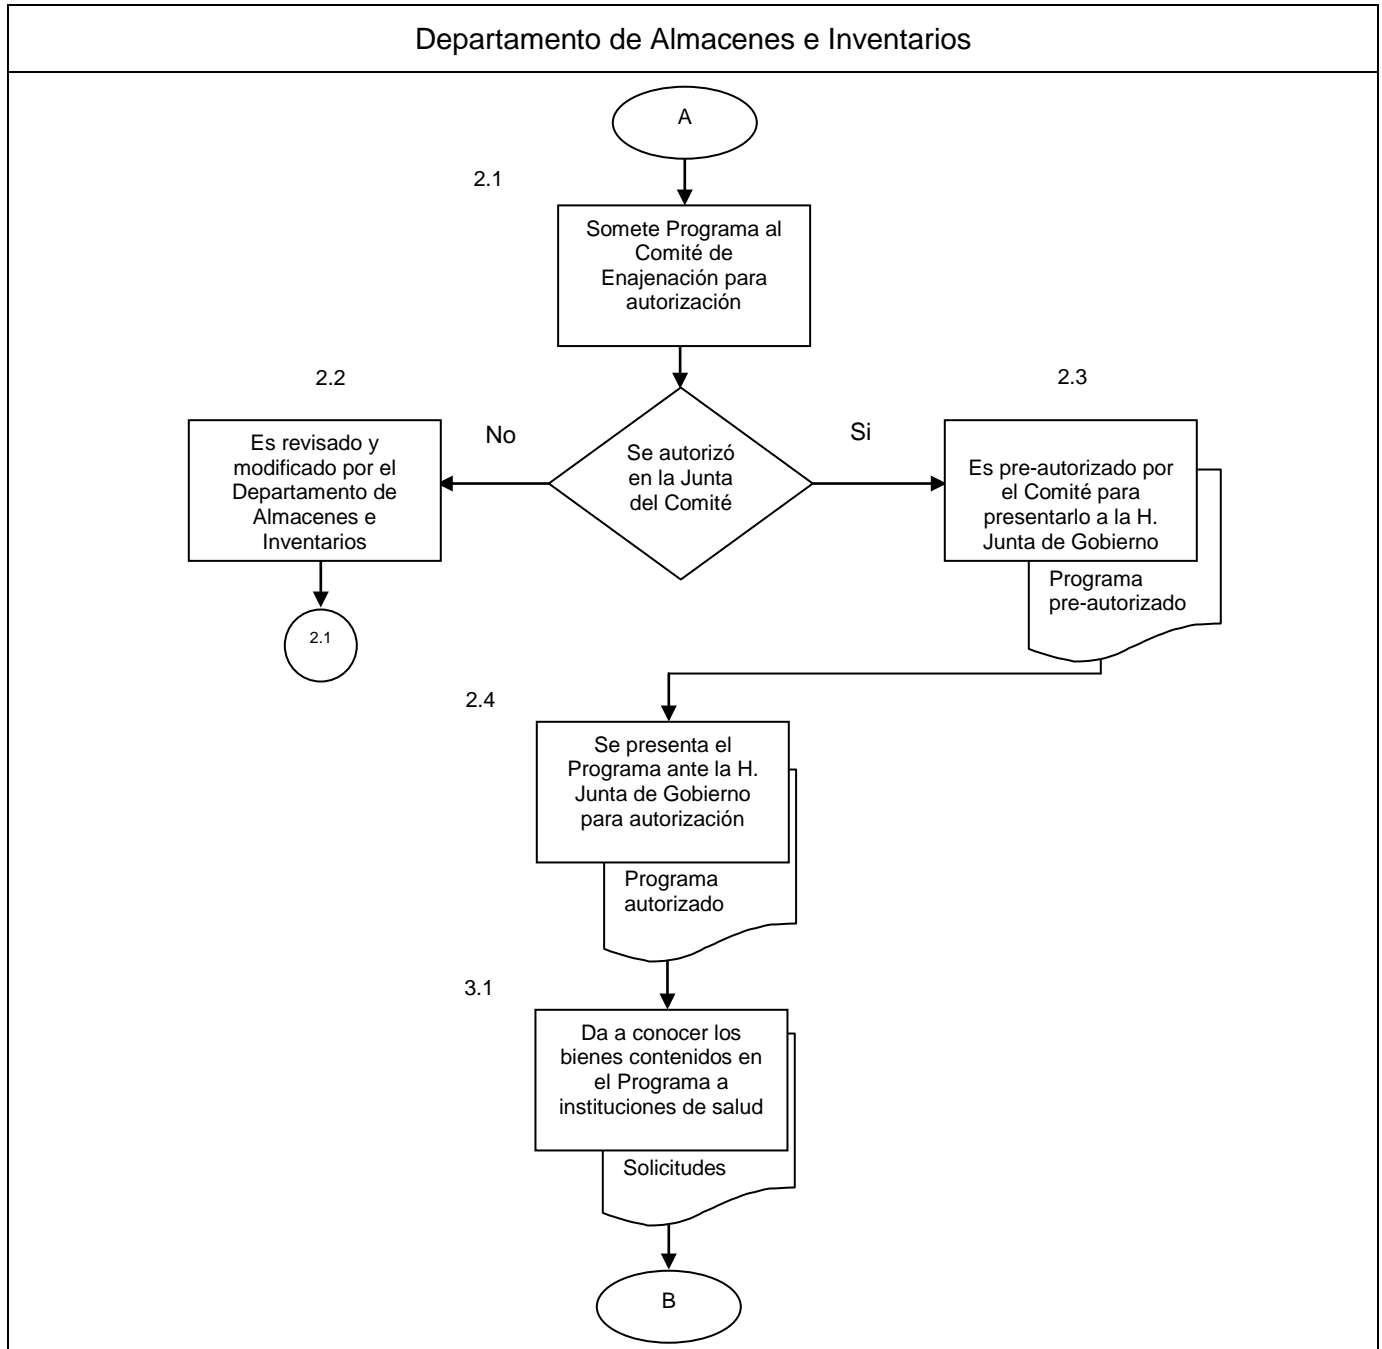 Departamento de Almacenes e Inventarios
A
2.1
Somete Programa al
Comité de
Enajenación para
autorización
2.2
2.3
Es revisado y
modificado por el
Departamento de
Almacenes e
Inventarios
No
Se autorizó
en la Junta
del Comité
Si
Es pre-autorizado por
el Comité para
presentarlo a la H.
Junta de Gobierno
Programa
pre-autorizado
2.1
2.4
Se presenta el
Programa ante la H.
Junta de Gobierno
para autorización
Programa
autorizado
3.1
Da a conocer los
bienes contenidos en
el Programa a
instituciones de salud
Solicitudes
B